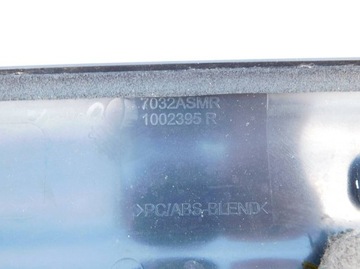 7032ASMR
1002395 R
>PC/ABS-BLEND<